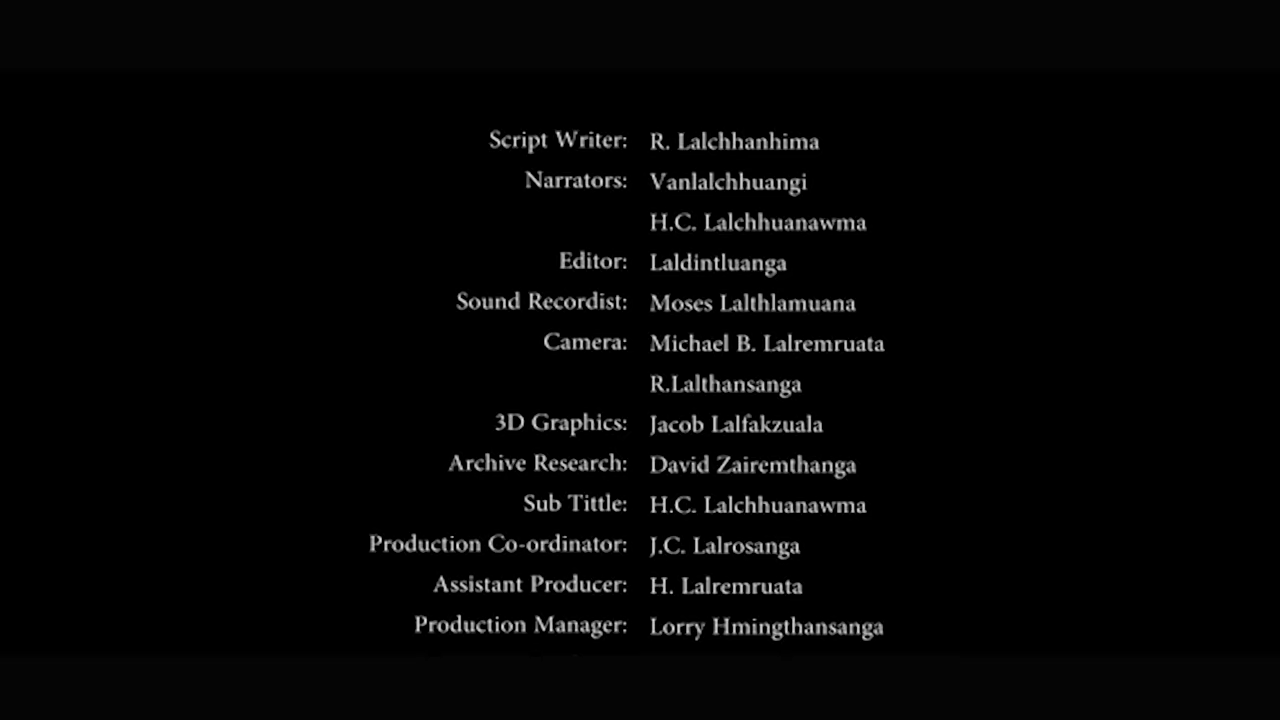 Script Writer: R. Lalchhanhima
Narrators: Vanlalchhuangi
H.C. Lalchhuanawma
Editor: Laldintluanga
Sound Recordist: Moses Lalthlamuana
Camera: Michael B. Lalremruata
R.Lalthansanga
3D Graphics: Jacob Lalfakzuala
Archive Research: David Zairemthanga
Sub Tittle: H.C. Lalchhuanawma
Production Co-ordinator: J.C. Lalrosanga
Assistant Producer: H. Lalremruata
Production Manager: Lorry Hmingthansanga